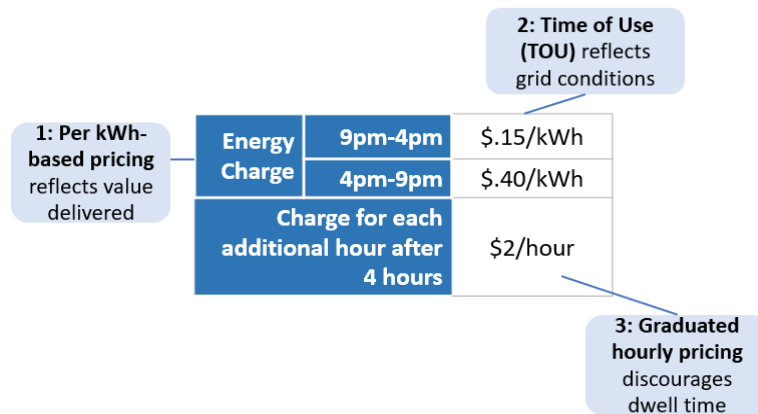 2: Time of Use
(TOU) reflects
grid conditions
1: Per kWh-
based pricing
reflects value
delivered
Energy
Charge
9pm-4pm
$.15/kWh
4pm-9pm
$.40/kWh
Charge for each
additional hour after
4 hours
$2/hour
3: Graduated
hourly pricing
discourages
dwell time